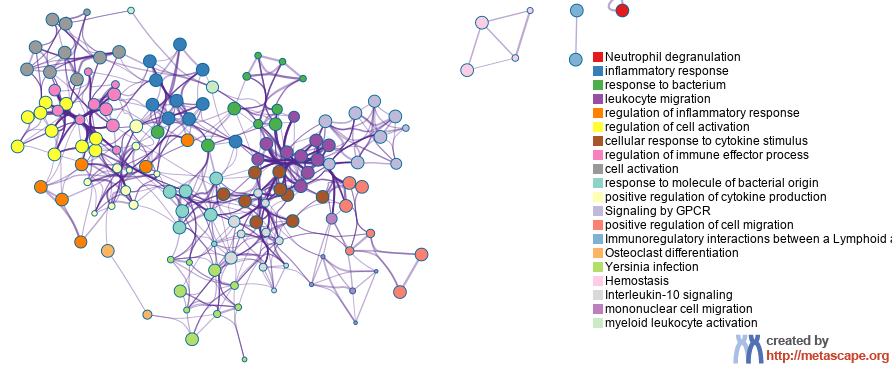 Neutrophil degranulation
inflammatory response
response to bacterium
leukocyte migration
regulation of inflammatory response
regulation of cell activation
cellular response to cytokine stimulus
regulation of immune effector process
cell activation
response to molecule of bacterial origin
positive regulation of cytokine production
Signaling by GPCR
positive regulation of cell migration
Immunoregulatory interactions between a Lymphoid
Osteoclast differentiation
Yersinia infection
Hemostasis
Interleukin-10 signaling
mononuclear cell migration
myeloid leukocyte activation
created by
http://metascape.org